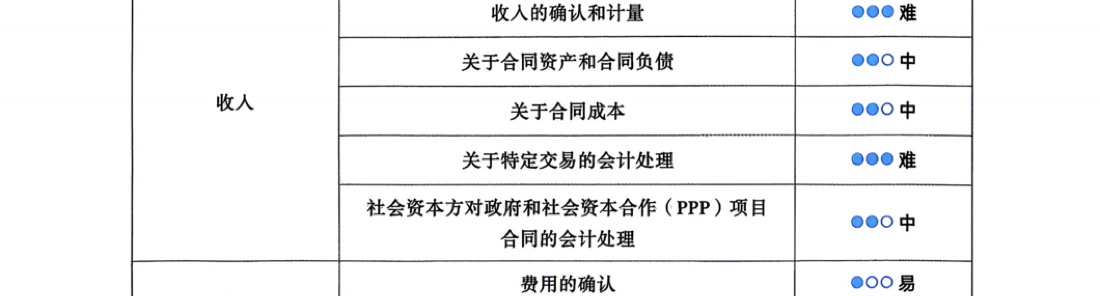 收入的确认和计量 ●●● 难
关于合同资产和合同负债 ●●○ 中
收入
关于合同成本 ●●○ 中
关于特定交易的会计处理 ●●● 难
社会资本方对政府和社会资本合作（PPP）项目
合同的会计处理 ●●○ 中
费用的确认 ●○○ 易